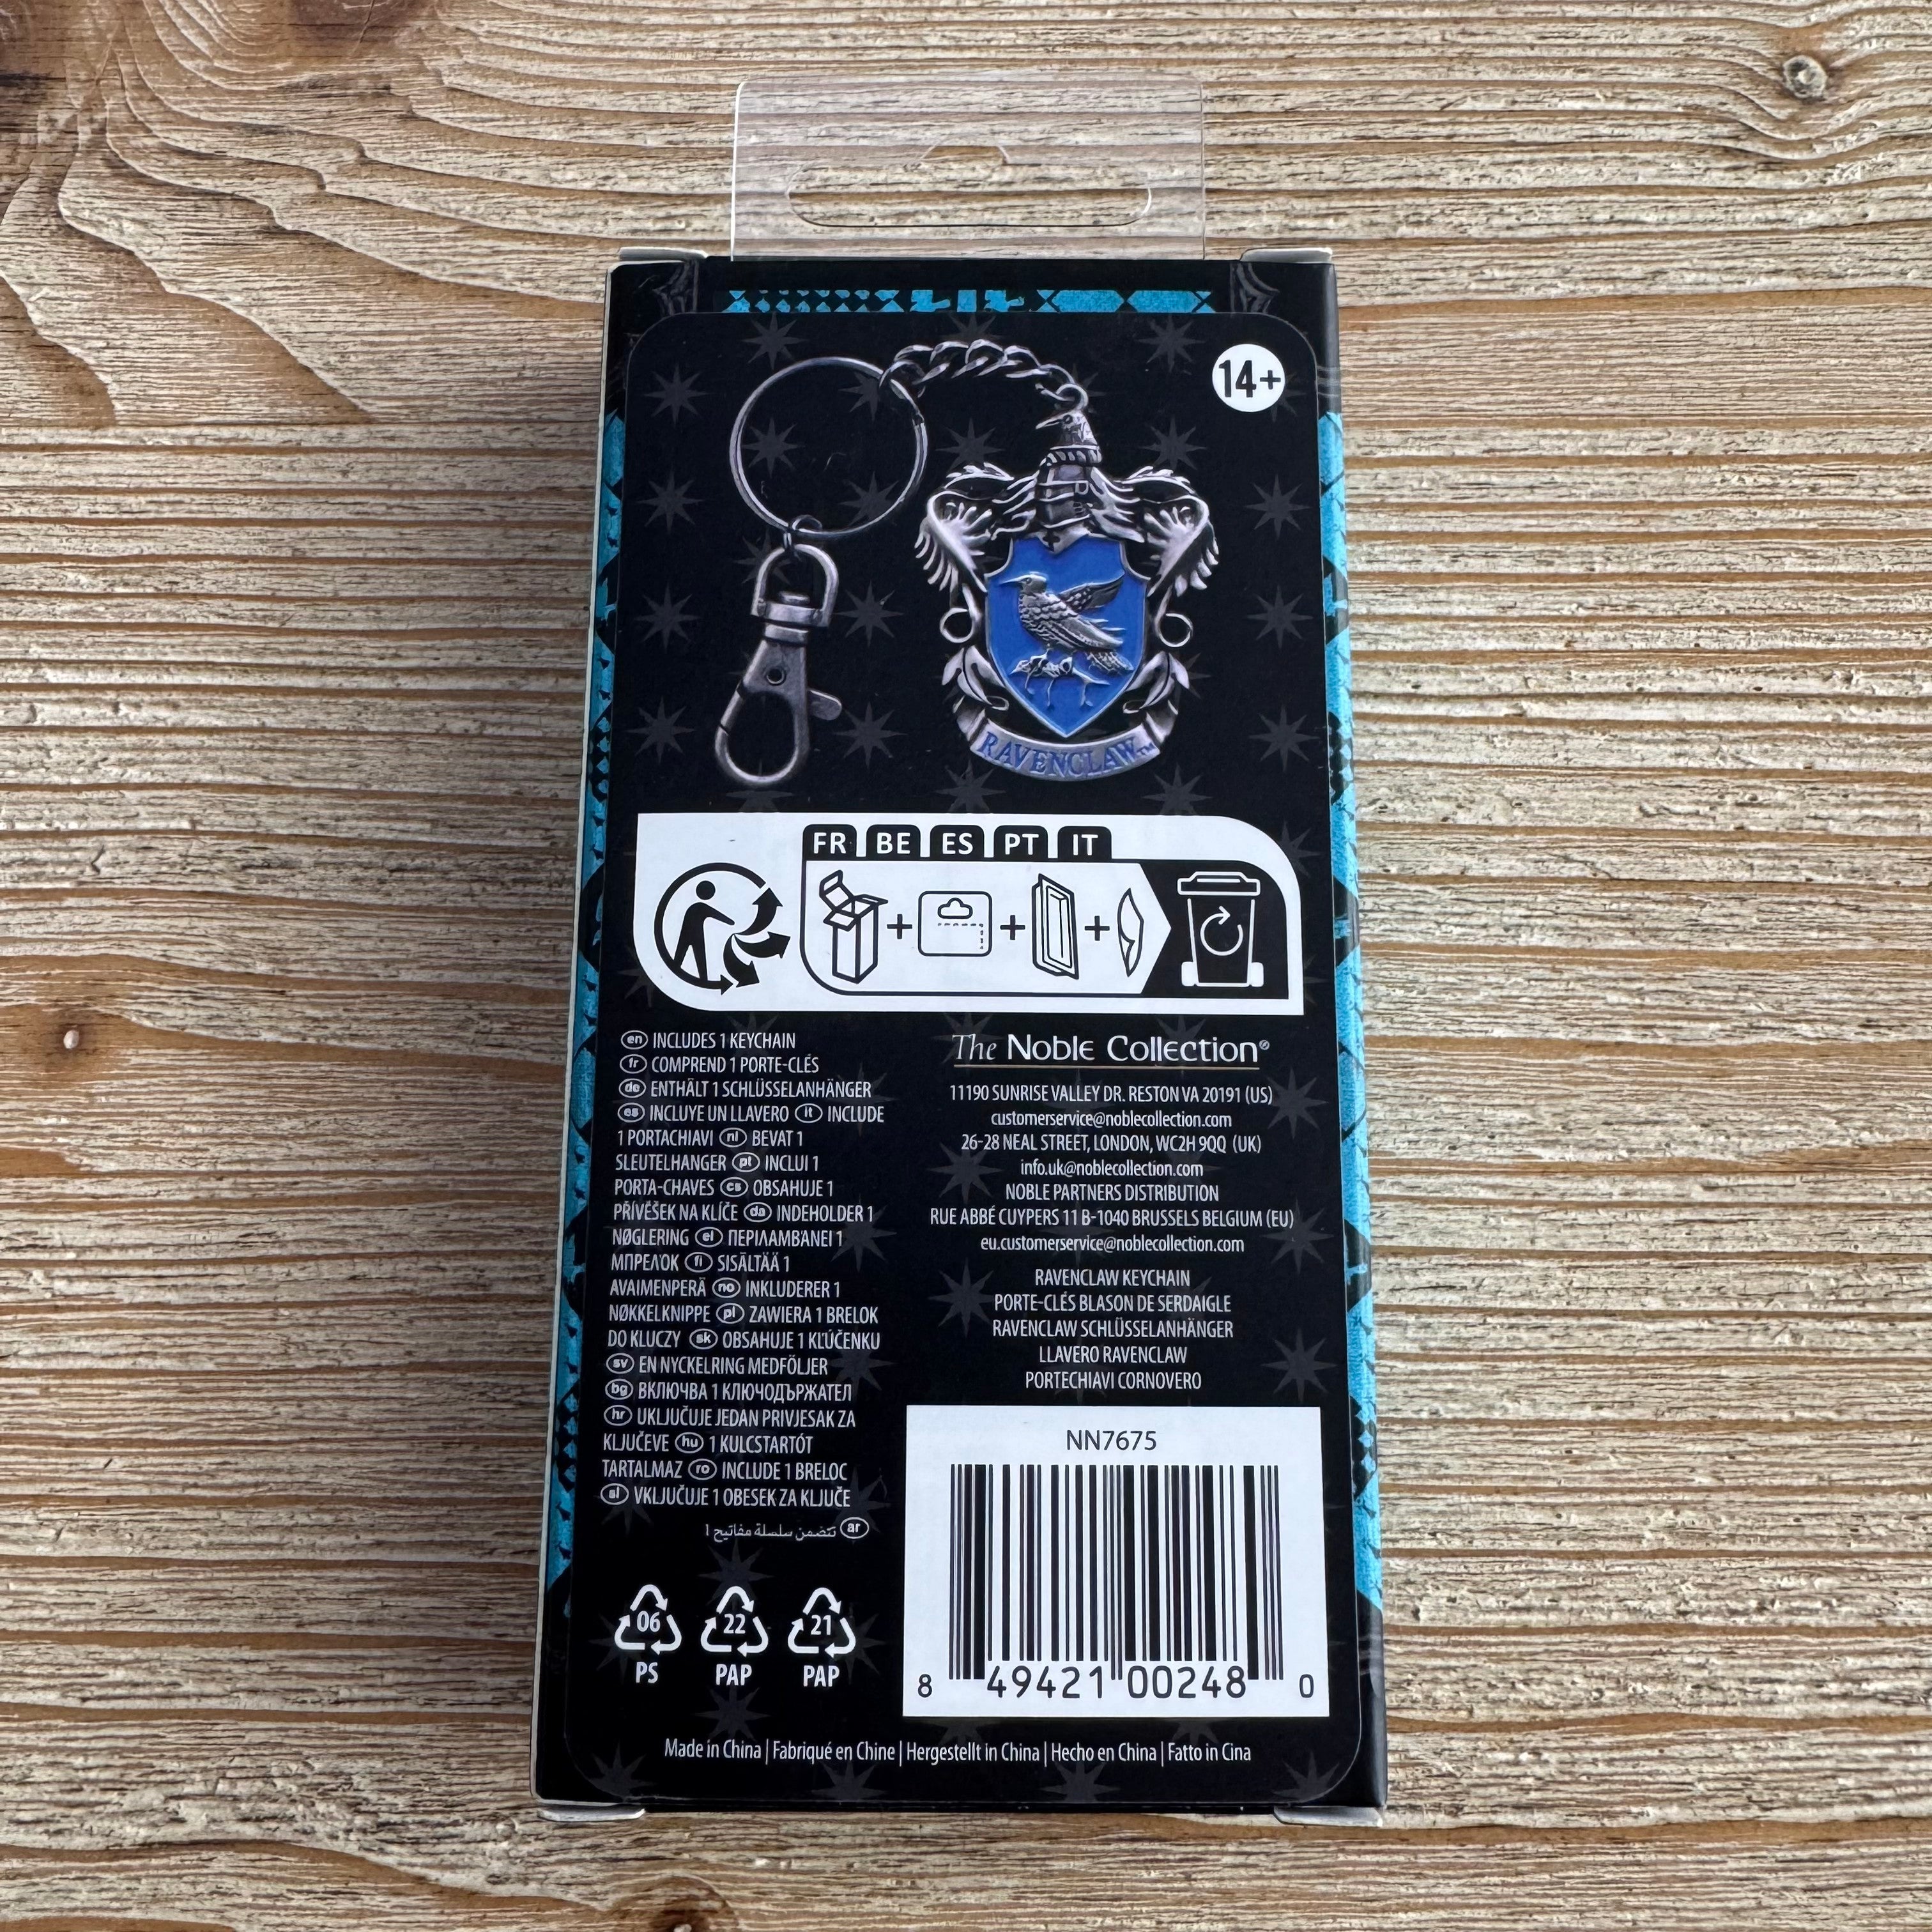 14+
RAVENCLAW™
FR BE ES PT IT
en INCLUDES 1 KEYCHAIN
fr COMPREND 1 PORTE-CLÉS
de ENTHÄLT 1 SCHLÜSSELANHÄNGER
es INCLUYE UN LLAVERO it INCLUDE
1 PORTACHIAVI nl BEVAT 1
SLEUTELHANGER pt INCLUI 1
PORTA-CHAVES cs OBSAHUJE 1
PŘÍVĚŠEK NA KLÍČE da INDEHOLDER 1
NØGLERING el ΠΕΡΙΛΑΜΒΆΝΕΙ 1
ΜΠΡΕΛΌΚ fi SISÄLTÄÄ 1
AVAIMENPERÄ no INKLUDERER 1
NØKKELKNIPPE pl ZAWIERA 1 BRELOK
DO KLUCZY sk OBSAHUJE 1 KĽÚČENKU
sv EN NYCKELRING MEDFÖLJER
bg ВКЛЮЧВА 1 КЛЮЧОДЪРЖАТЕЛ
hr UKLJUČUJE JEDAN PRIVJESAK ZA
KLJUČEVE hu 1 KULCSTARTÓT
TARTALMAZ ro INCLUDE 1 BRELOC
sl VKLJUČUJE 1 OBESEK ZA KLJUČE
ar تتضمن سلسلة مفاتيح 1
The Noble Collection®
11190 SUNRISE VALLEY DR. RESTON VA 20191 (US)
customerservice@noblecollection.com
26-28 NEAL STREET, LONDON, WC2H 9QQ (UK)
info.uk@noblecollection.com
NOBLE PARTNERS DISTRIBUTION
RUE ABBÉ CUYPERS 11 B-1040 BRUSSELS BELGIUM (EU)
eu.customerservice@noblecollection.com
RAVENCLAW KEYCHAIN
PORTE-CLÉS BLASON DE SERDAIGLE
RAVENCLAW SCHLÜSSELANHÄNGER
LLAVERO RAVENCLAW
PORTECHIAVI CORNOVERO
NN7675
8 49421 00248 0
06 22 21
PS PAP PAP
Made in China | Fabriqué en Chine | Hergestellt in China | Hecho en China | Fatto in Cina